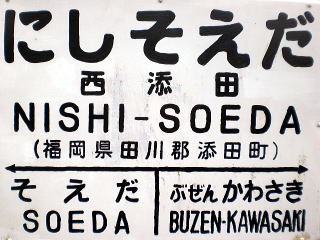 にしそえだ
西添田
NISHI-SOEDA
(福岡県田川郡添田町)
そえだ ぶぜんかわさき
SOEDA BUZEN-KAWASAKI